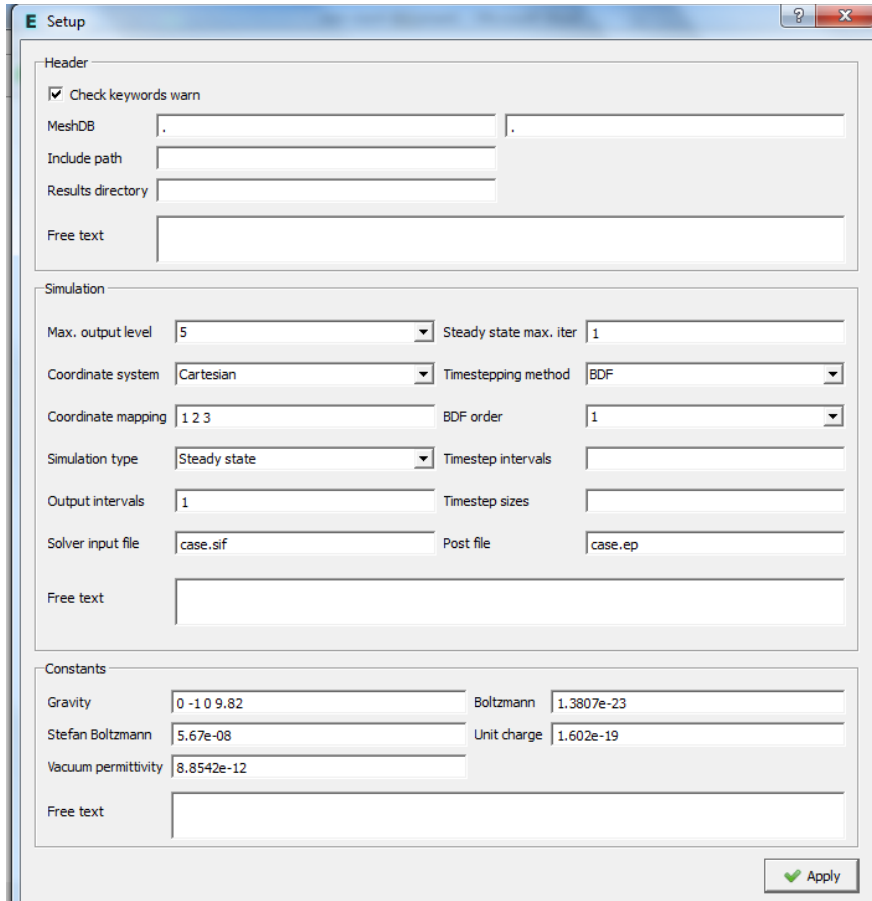 E Setup
Header
Check keywords warn
MeshDB . .
Include path
Results directory
Free text
Simulation
Max. output level 5 Steady state max. iter 1
Coordinate system Cartesian Timestepping method BDF
Coordinate mapping 1 2 3 BDF order 1
Simulation type Steady state Timestep intervals
Output intervals 1 Timestep sizes
Solver input file case.sif Post file case.ep
Free text
Constants
Gravity 0 -1 0 9.82 Boltzmann 1.3807e-23
Stefan Boltzmann 5.67e-08 Unit charge 1.602e-19
Vacuum permittivity 8.8542e-12
Free text
Apply